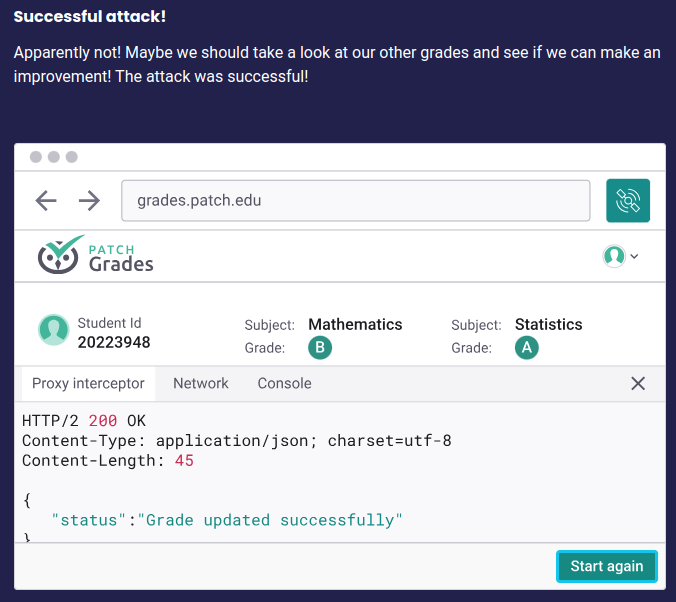 Successful attack!
Apparently not! Maybe we should take a look at our other grades and see if we can make an
improvement! The attack was successful!
grades.patch.edu
PATCH
Grades
Student Id
20223948
Subject: Mathematics
Grade: B
Subject: Statistics
Grade: A
Proxy interceptor Network Console
HTTP/2 200 OK
Content-Type: application/json; charset=utf-8
Content-Length: 45
{
"status":"Grade updated successfully"
}
Start again